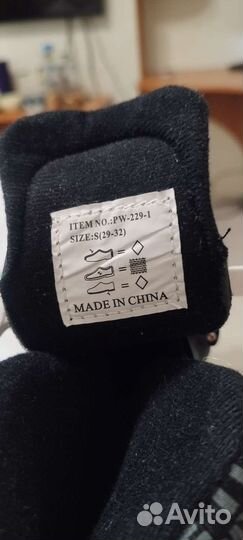 ITEM NO.:PW-229-1
SIZE:S(29-32)
MADE IN CHINA
Avito